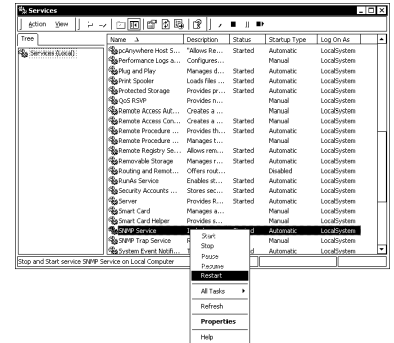 Services
Action View
Tree
Services (Local)
Name Description Status Startup Type Log On As
pcAnywhere Host S... "Allows Re... Started Automatic LocalSystem
Performance Logs a... Configures... Manual LocalSystem
Plug and Play Manages d... Started Automatic LocalSystem
Print Spooler Loads files ... Started Automatic LocalSystem
Protected Storage Provides pr... Started Automatic LocalSystem
QoS RSVP Provides n... Manual LocalSystem
Remote Access Aut... Creates a ... Manual LocalSystem
Remote Access Con... Creates a ... Started Manual LocalSystem
Remote Procedure ... Provides th... Started Automatic LocalSystem
Remote Procedure ... Manages t... Manual LocalSystem
Remote Registry Se... Allows rem... Started Automatic LocalSystem
Removable Storage Manages r... Started Automatic LocalSystem
Routing and Remot... Offers rout... Disabled LocalSystem
RunAs Service Enables st... Started Automatic LocalSystem
Security Accounts ... Stores sec... Started Automatic LocalSystem
Server Provides R... Started Automatic LocalSystem
Smart Card Manages a... Manual LocalSystem
Smart Card Helper Provides s... Manual LocalSystem
SNMP Service Started Automatic LocalSystem
SNMP Trap Service R Manual LocalSystem
System Event Notifi... T Started Automatic LocalSystem
Start
Stop
Pause
Resume
Restart
All Tasks
Refresh
Properties
Help
Stop and Start service SNMP Service on Local Computer